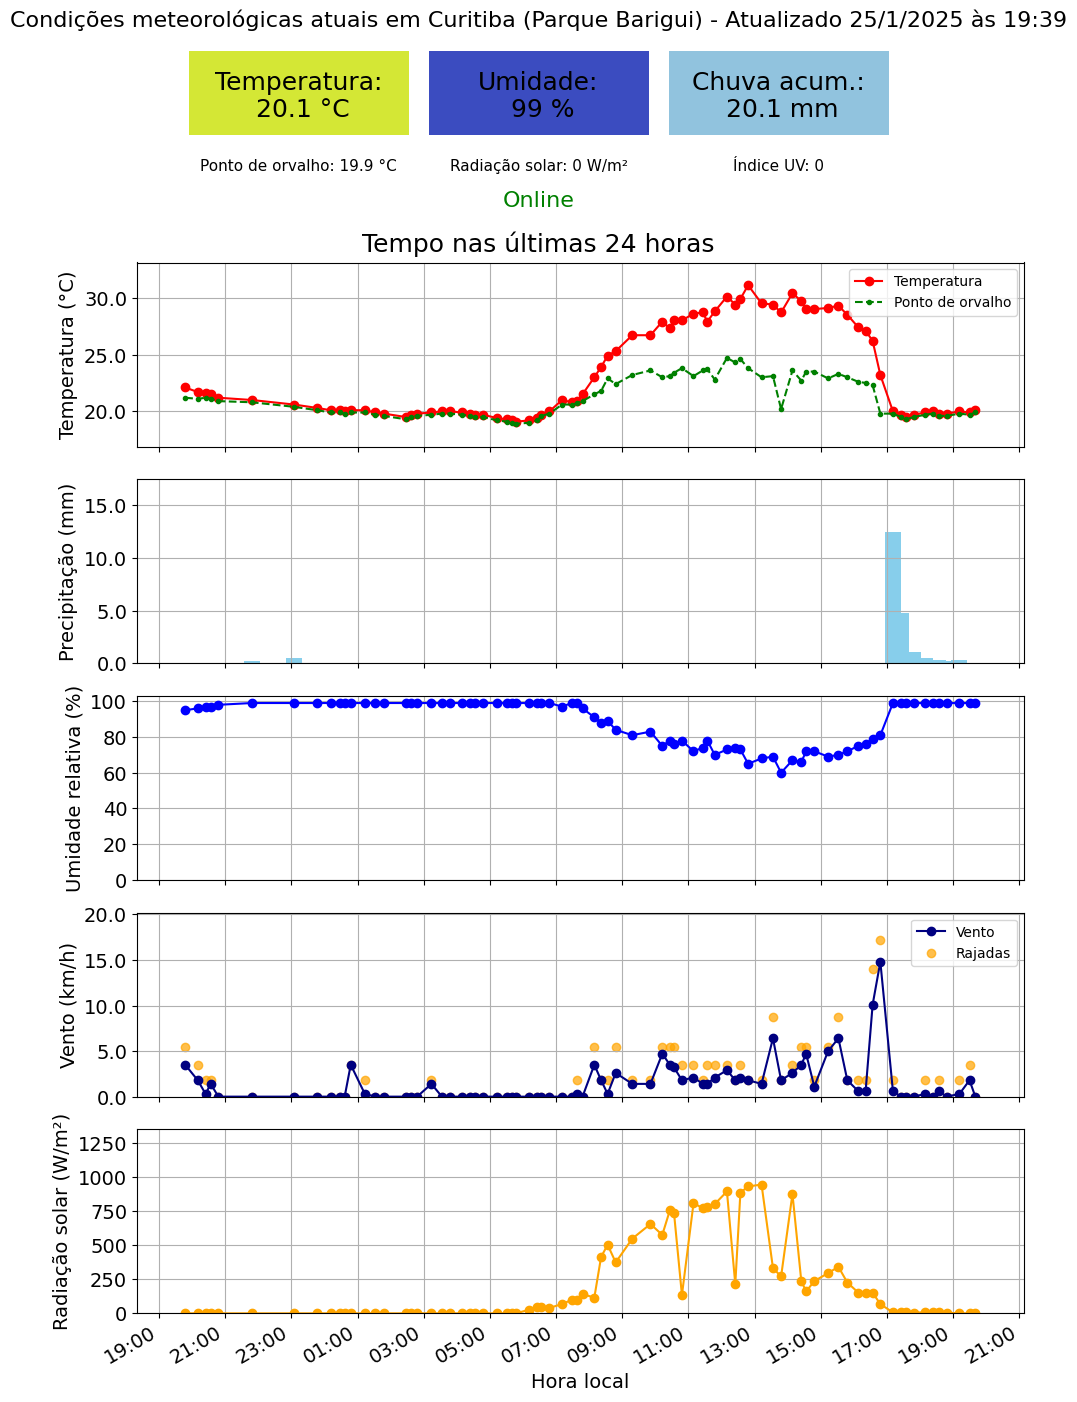 Condições meteorológicas atuais em Curitiba (Parque Barigui) - Atualizado 25/1/2025 às 19:39
Temperatura:
20.1 °C
Umidade:
99 %
Chuva acum.:
20.1 mm
Ponto de orvalho: 19.9 °C
Radiação solar: 0 W/m²
Índice UV: 0
Online
Tempo nas últimas 24 horas
Temperatura (°C)
30.0
25.0
20.0
Temperatura
Ponto de orvalho
Precipitação (mm)
15.0
10.0
5.0
0.0
Umidade relativa (%)
100
80
60
40
20
0
Vento (km/h)
20.0
15.0
10.0
5.0
0.0
Vento
Rajadas
Radiação solar (W/m²)
1250
1000
750
500
250
0
19:00
21:00
23:00
01:00
03:00
05:00
07:00
09:00
11:00
13:00
15:00
17:00
19:00
21:00
Hora local